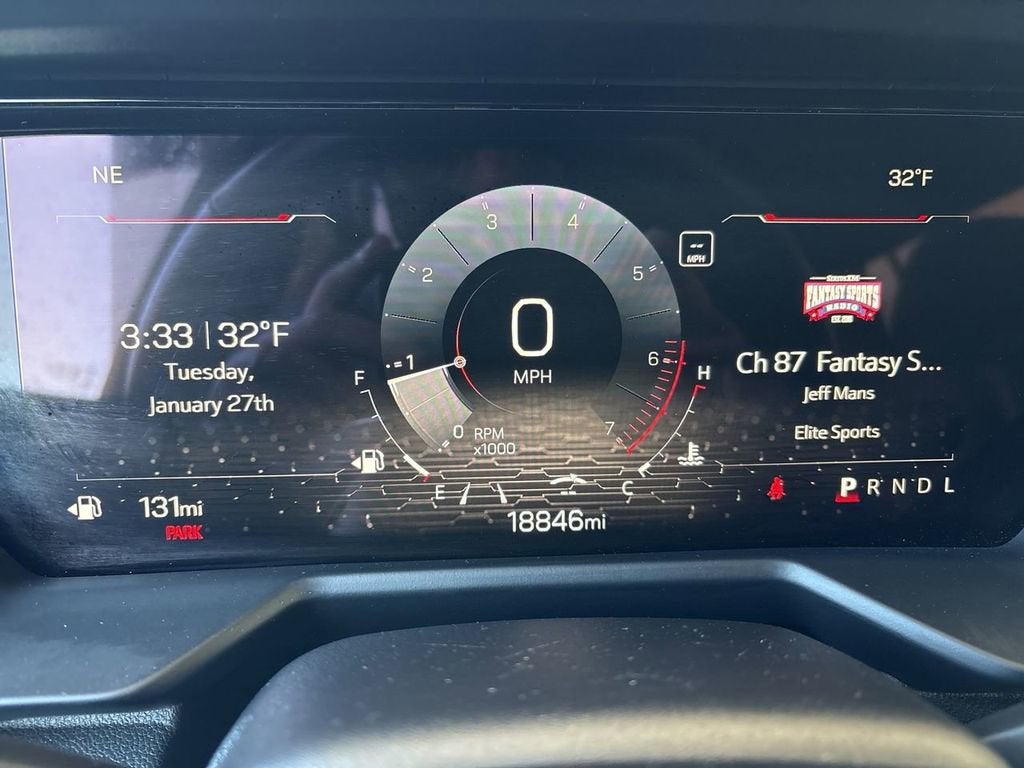 NE
32°F
3:33 | 32°F
Tuesday,
January 27th
1
2
3
4
5
6
7
0
RPM
x1000
0
MPH
-- MPH
F
E
H
C
SiriusXM
FANTASY SPORTS
RADIO
Ch 87 Fantasy S...
Jeff Mans
Elite Sports
131mi
PARK
18846mi
P R N D L